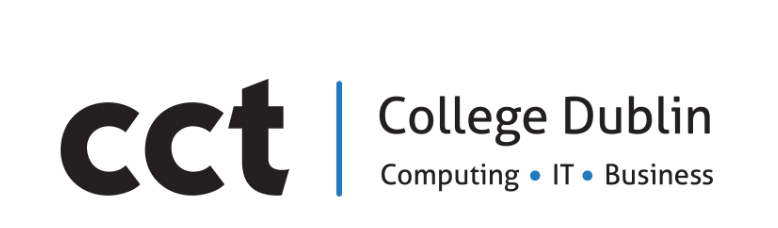 cct
College Dublin
Computing • IT • Business